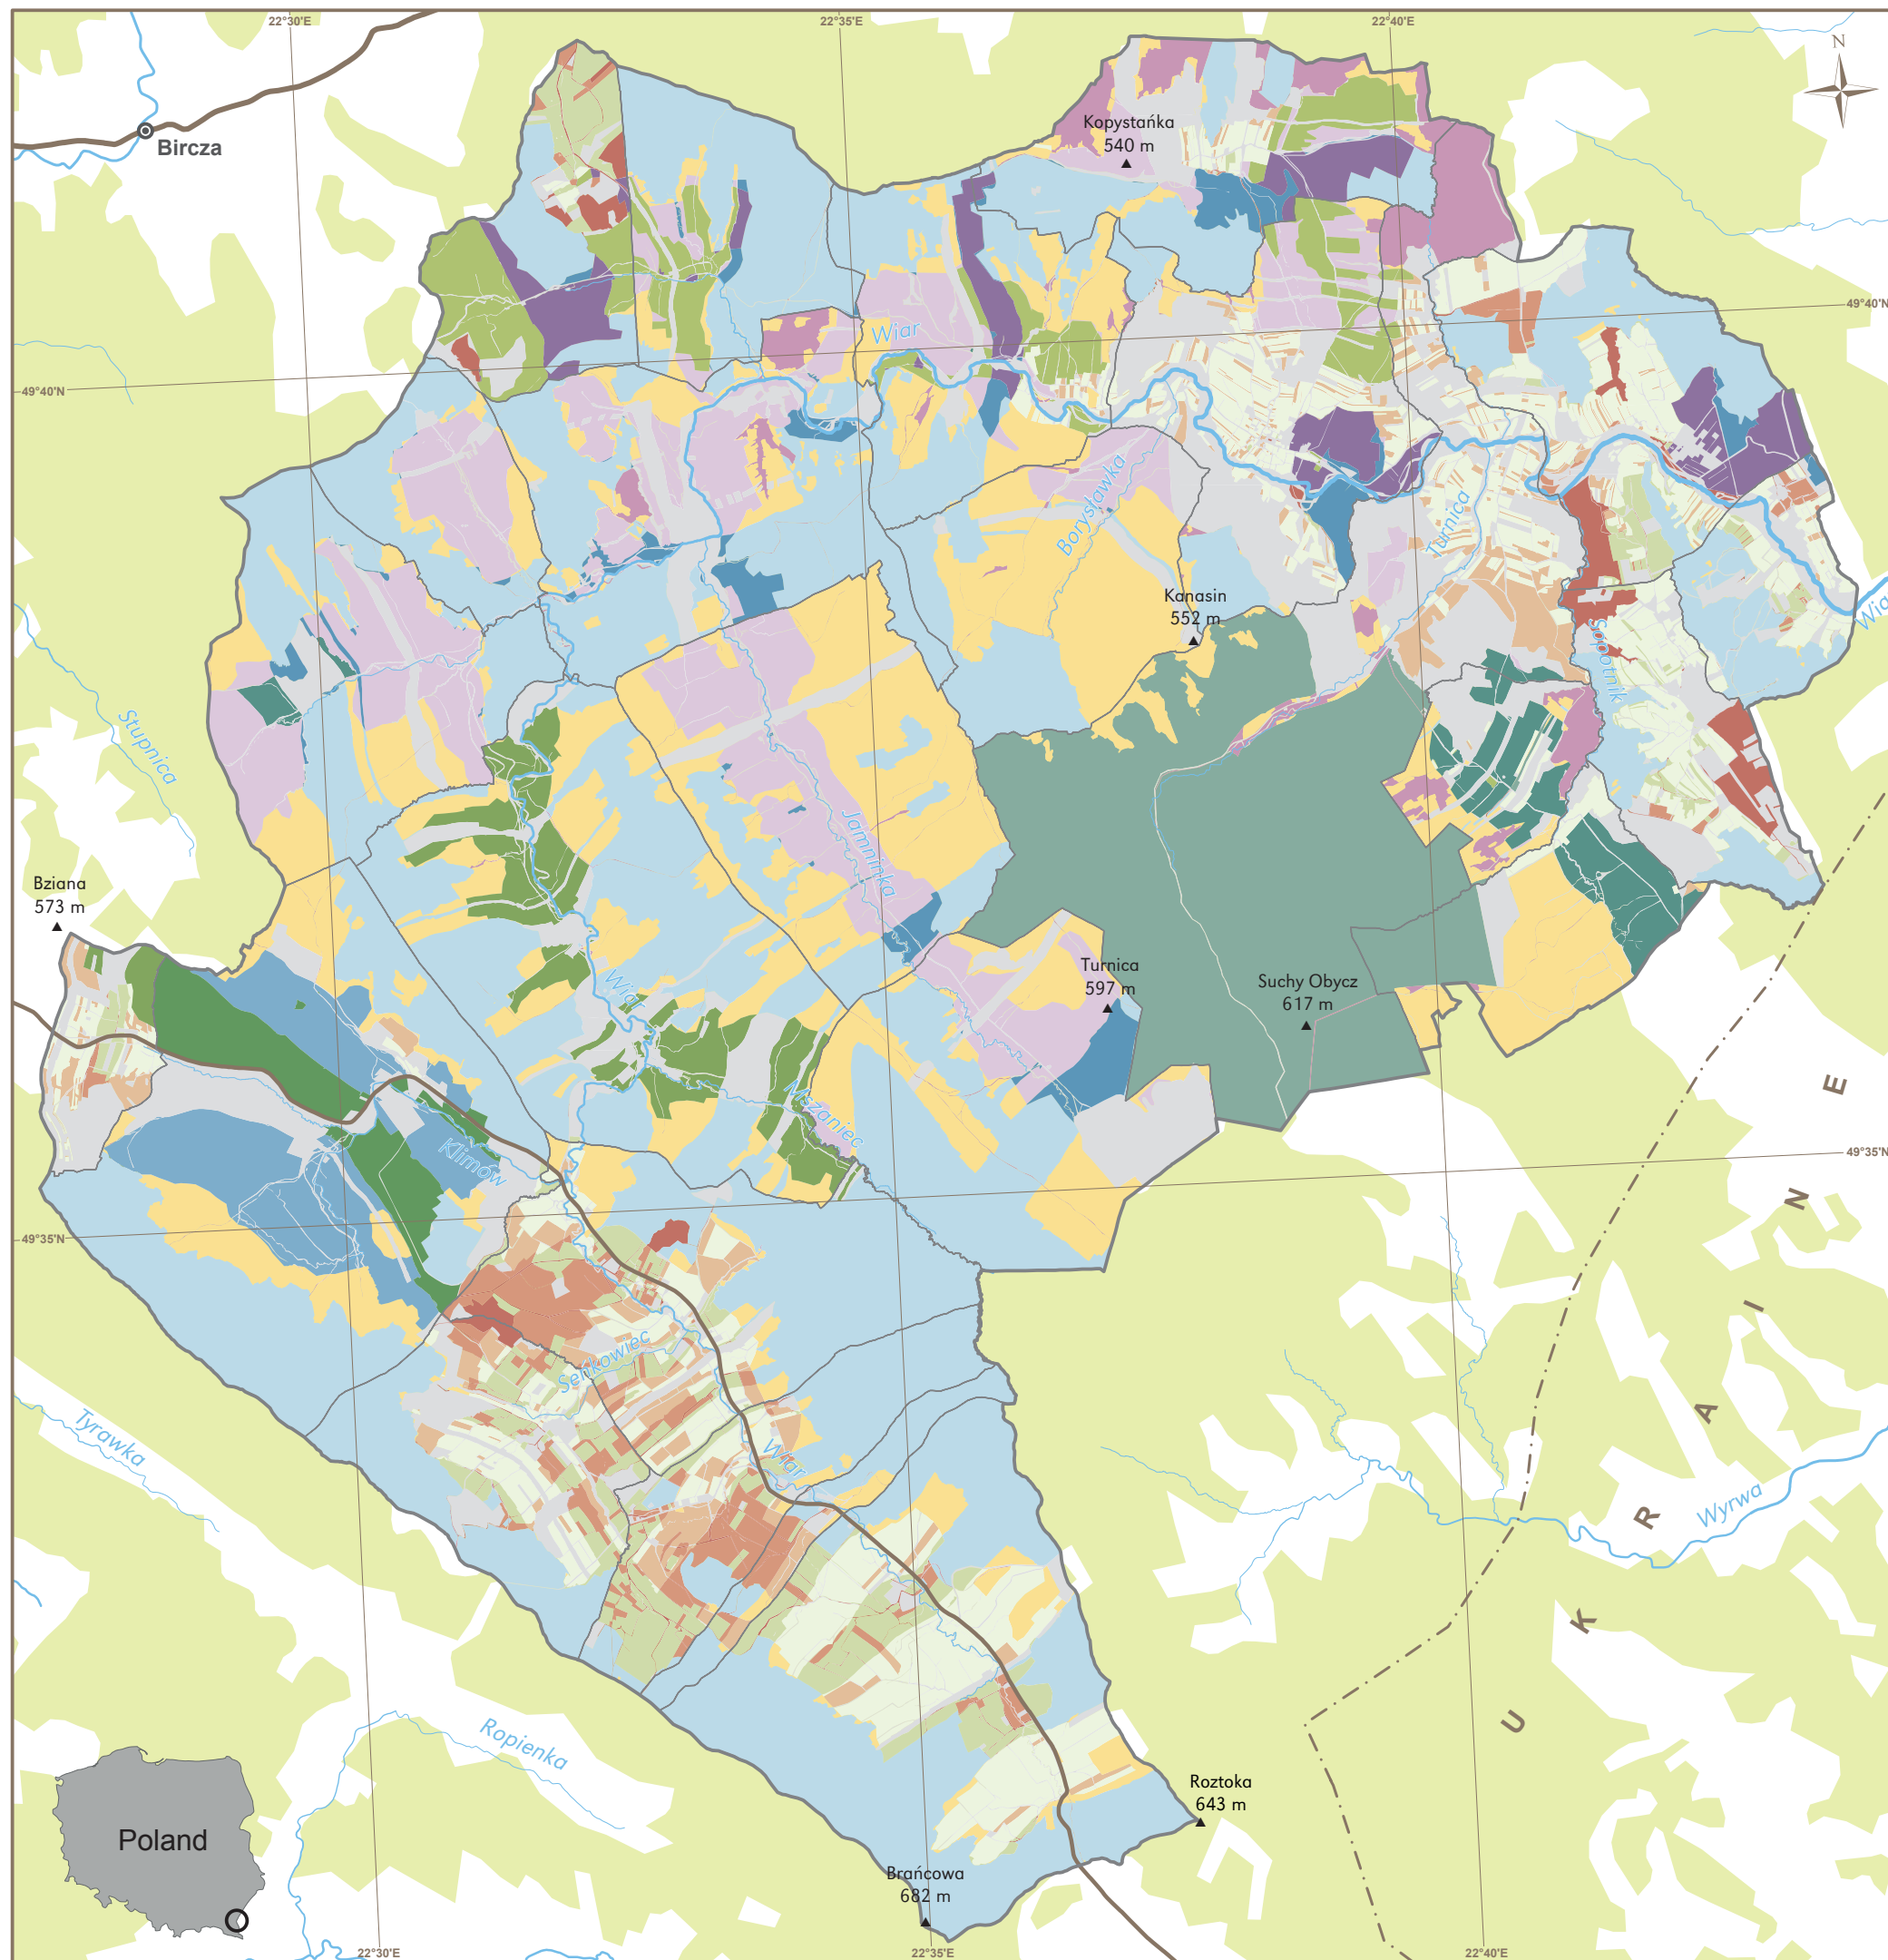 22°30'E
22°35'E
22°40'E
N
Kopystańka
540 m
Bircza
49°40'N
Wiar
49°40'N
Borysławka
Turnica
Kanasin
552 m
Wia
Sopotnik
Stupnica
Jamninka
Bziana
573 m
Turnica
597 m
Suchy Obycz
617 m
Wiar
Mszaniec
Klimów
49°35'N
49°35'N
Seńkowiec
Tyrawka
Wiar
Wyrwa
UKRAINE
Ropienka
Roztoka
643 m
Poland
Brańcowa
682 m
22°30'E
22°35'E
22°40'E